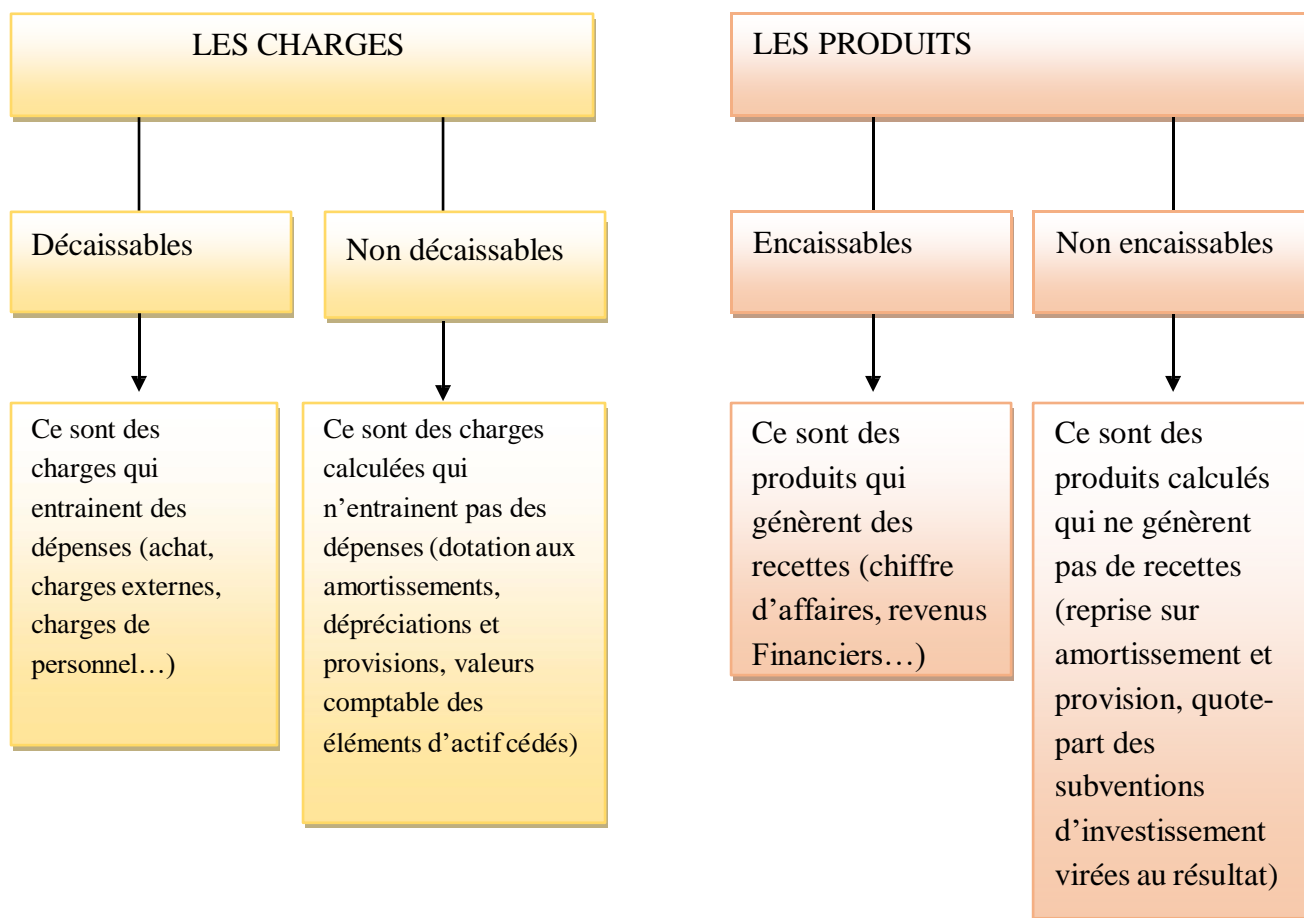 LES CHARGES
LES PRODUITS
Décaissables
Non décaissables
Encaissables
Non encaissables
Ce sont des
charges qui
entrainent des
dépenses (achat,
charges externes,
charges de
personnel…)
Ce sont des charges
calculées qui
n’entrainent pas des
dépenses (dotation aux
amortissements,
dépréciations et
provisions, valeurs
comptable des
éléments d’actif cédés)
Ce sont des
produits qui
génèrent des
recettes (chiffre
d’affaires, revenus
Financiers…)
Ce sont des
produits calculés
qui ne génèrent
pas de recettes
(reprise sur
amortissement et
provision, quote-
part des
subventions
d’investissement
virées au résultat)